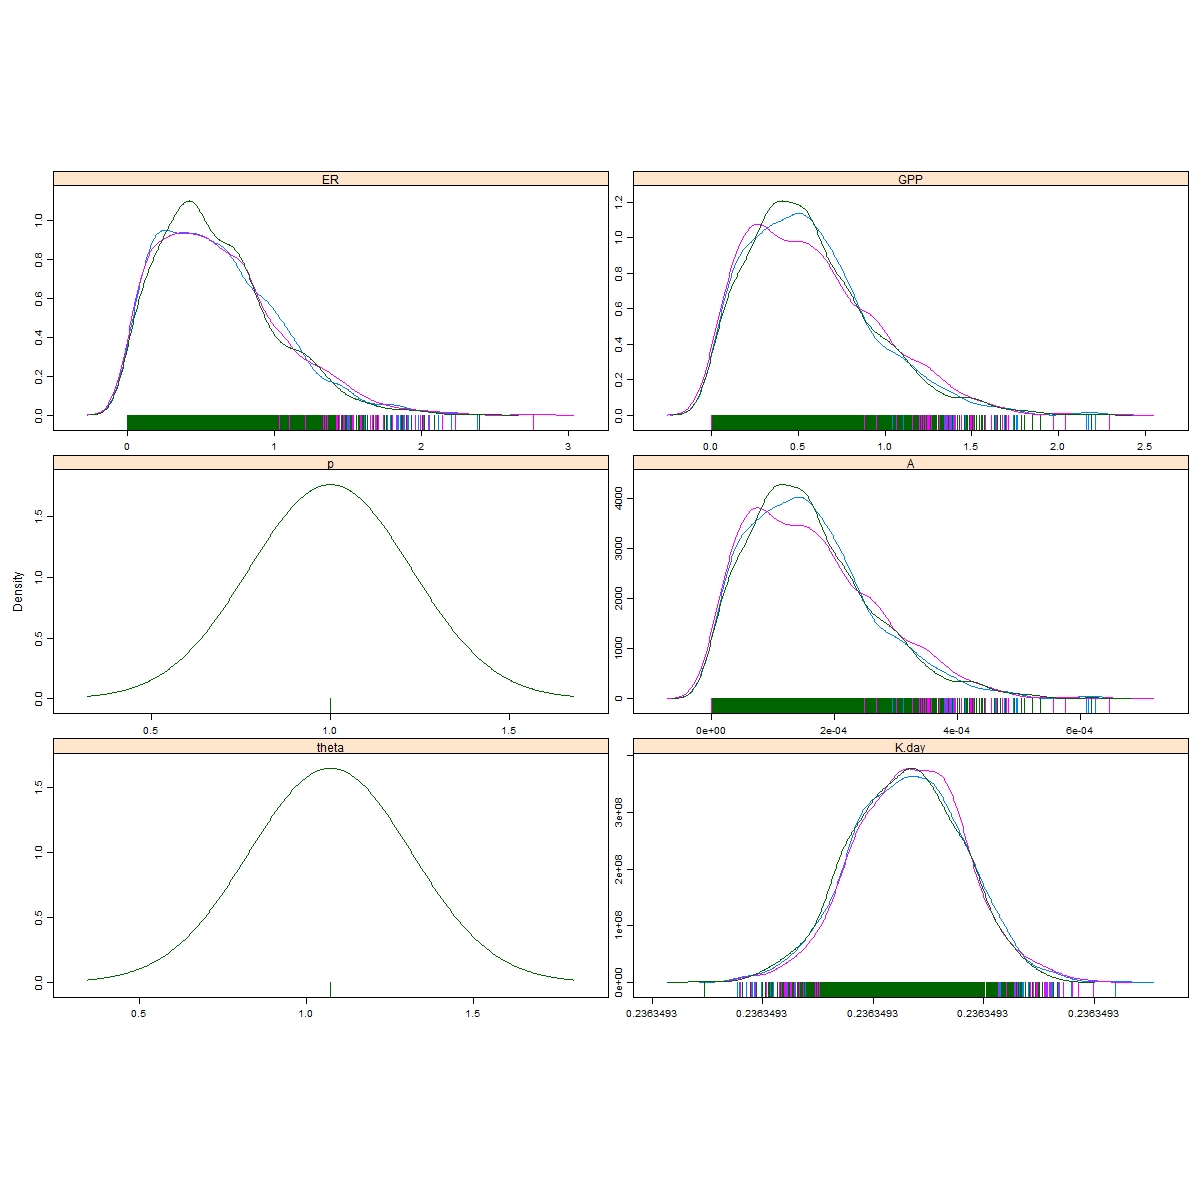 ER
GPP
0.0 0.2 0.4 0.6 0.8 1.0
0.0 0.2 0.4 0.6 0.8 1.0 1.2
0 1 2 3
0.0 0.5 1.0 1.5 2.0 2.5
p
A
Density
0.0 0.5 1.0 1.5
0 1000 2000 3000 4000
0.5 1.0 1.5
0e+00 2e-04 4e-04 6e-04
theta
K.day
0.0 0.5 1.0 1.5
0e+00 1e+08 2e+08 3e+08
0.5 1.0 1.5
0.2363493 0.2363493 0.2363493 0.2363493 0.2363493